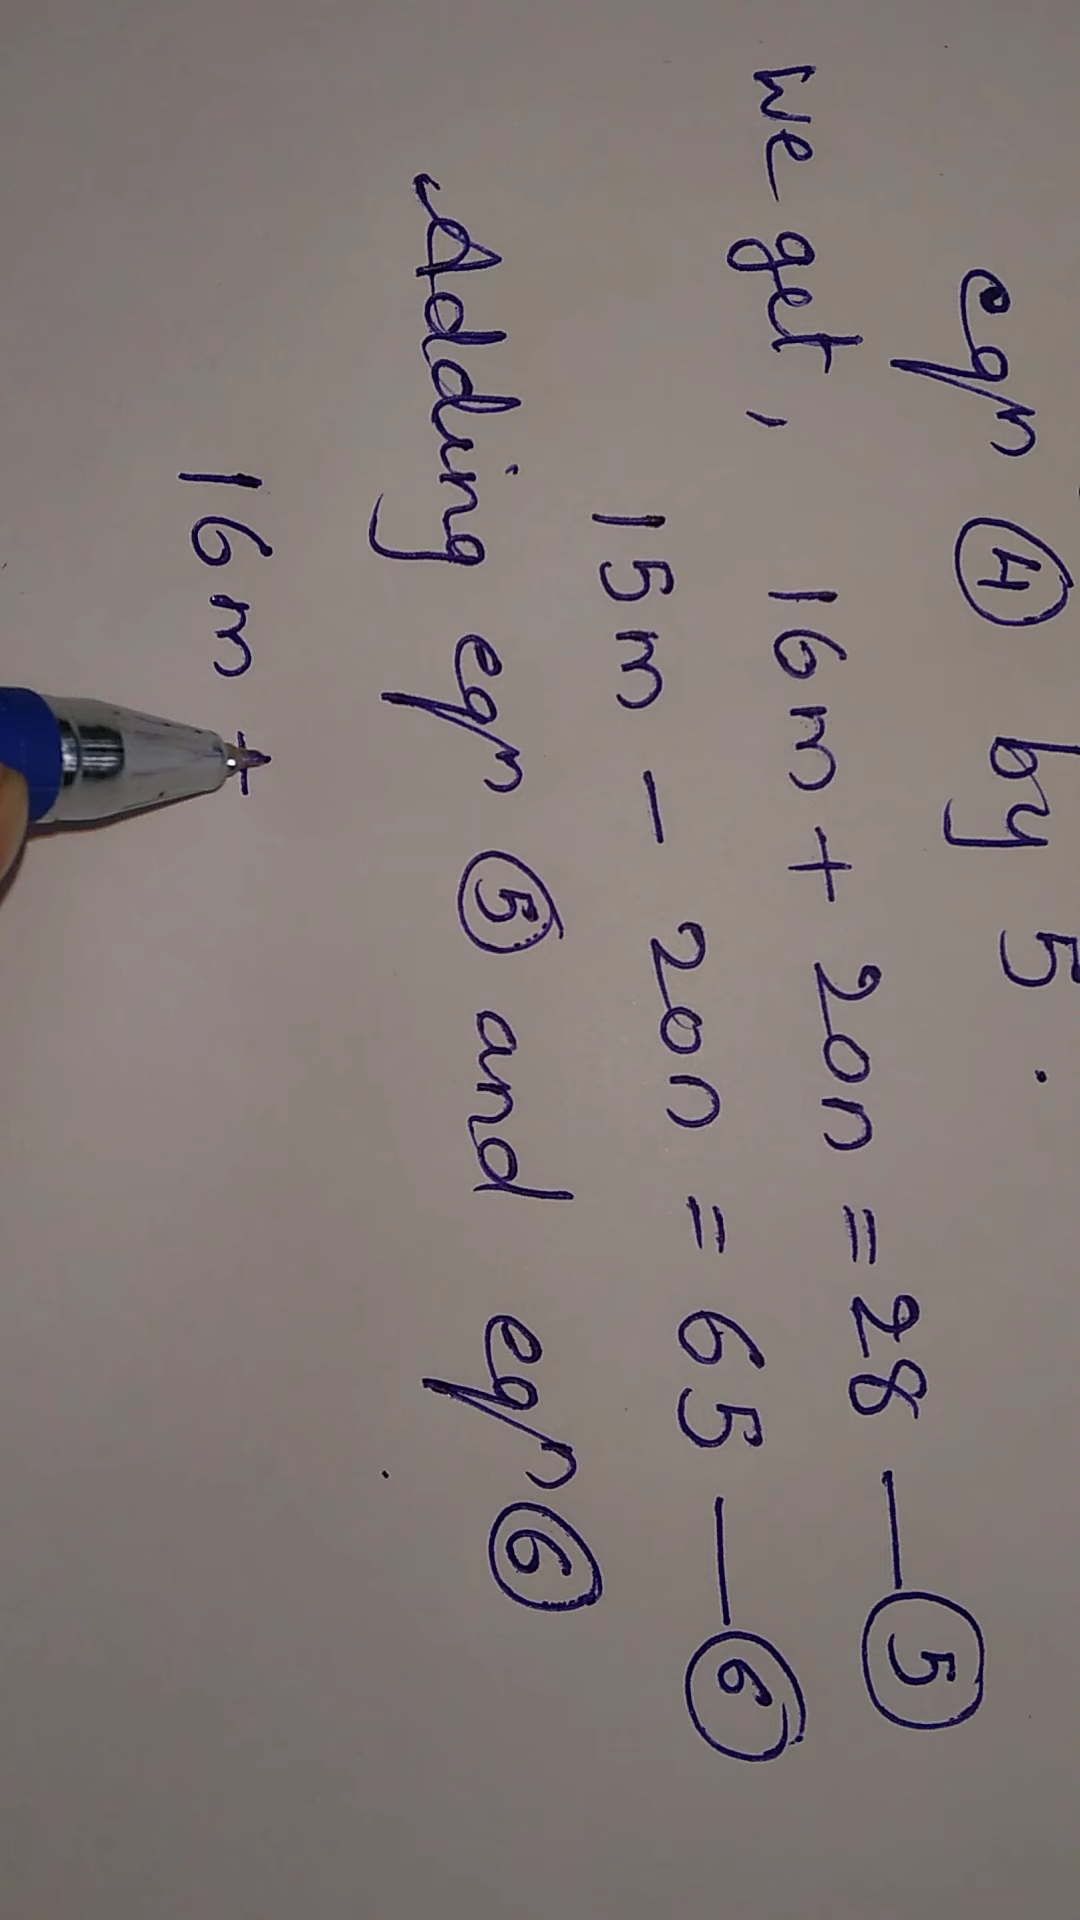 eqn ④ by 5.
we get, 16m + 20n = 28 — ⑤
15m - 20n = 65 — ⑥
Adding eqn ⑤ and eqn ⑥
16m +